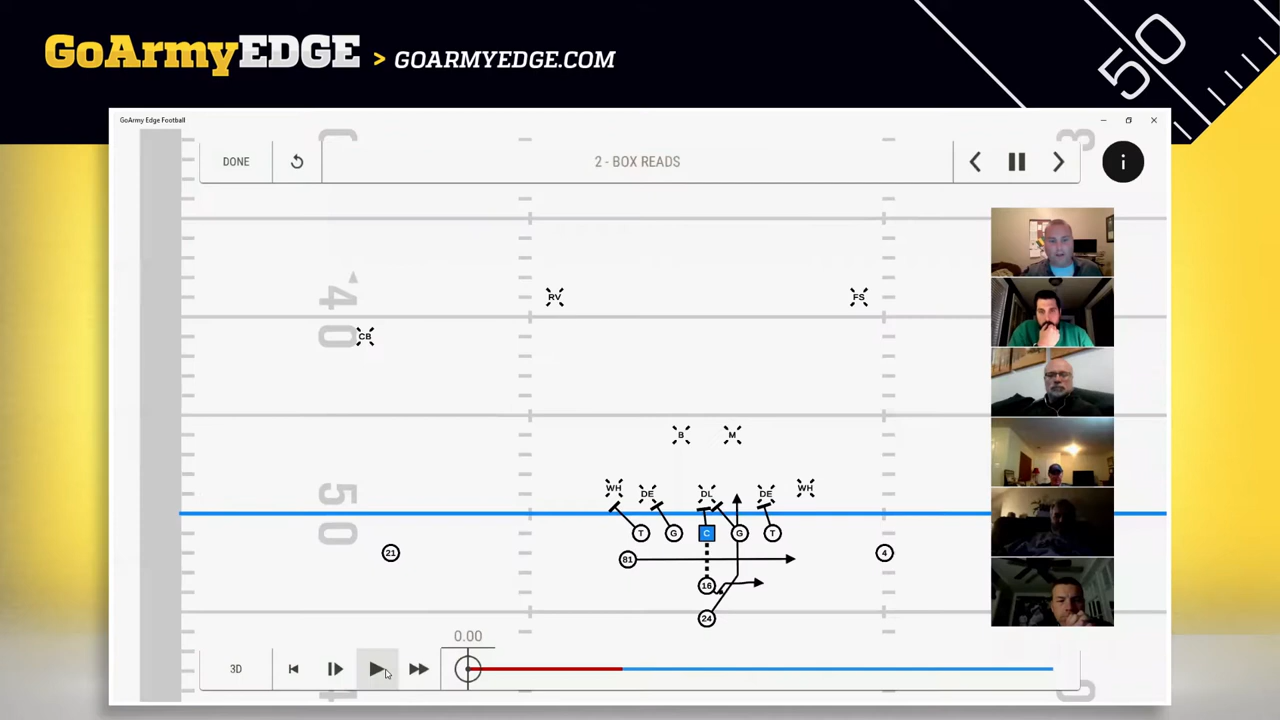 GoArmyEDGE > GOARMYEDGE.COM
50
GoArmy Edge Football
DONE
2 - BOX READS
i
3
RV
FS
40
CB
B
M
WH
DE
DL
DE
WH
50
T
G
C
G
T
21
81
4
16
24
0.00
3D